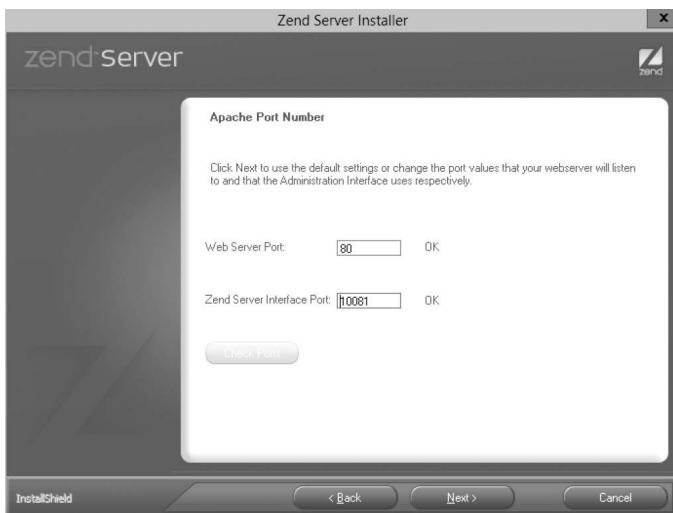 Zend Server Installer
x
zend server
zend
Apache Port Number
Click Next to use the default settings or change the port values that your webserver will listen
to and that the Administration Interface uses respectively.
Web Server Port: 80 OK
Zend Server Interface Port: 10081 OK
Check Ports
InstallShield
< Back Next > Cancel